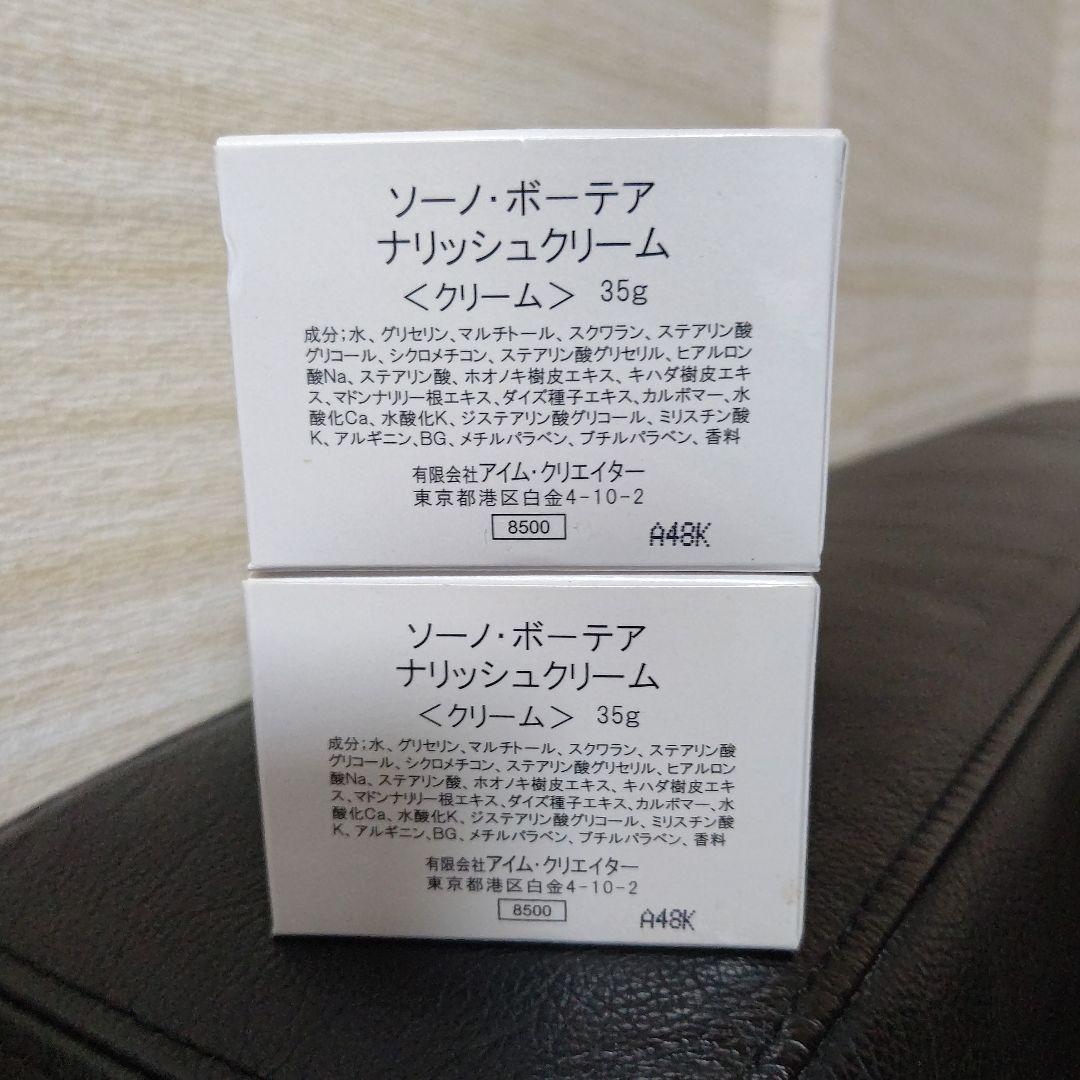 ソーノ・ボーテア
ナリッシュクリーム
＜クリーム＞ 35g
成分；水、グリセリン、マルチトール、スクワラン、ステアリン酸
グリコール、シクロメチコン、ステアリン酸グリセリル、ヒアルロン
酸Na、ステアリン酸、ホオノキ樹皮エキス、キハダ樹皮エキ
ス、マドンナリリー根エキス、ダイズ種子エキス、カルボマー、水
酸化Ca、水酸化K、ジステアリン酸グリコール、ミリスチン酸
K、アルギニン、BG、メチルパラベン、ブチルパラベン、香料
有限会社アイム・クリエイター
東京都港区白金4-10-2
8500
A48K
ソーノ・ボーテア
ナリッシュクリーム
＜クリーム＞ 35g
成分；水、グリセリン、マルチトール、スクワラン、ステアリン酸
グリコール、シクロメチコン、ステアリン酸グリセリル、ヒアルロン
酸Na、ステアリン酸、ホオノキ樹皮エキス、キハダ樹皮エキ
ス、マドンナリリー根エキス、ダイズ種子エキス、カルボマー、水
酸化Ca、水酸化K、ジステアリン酸グリコール、ミリスチン酸
K、アルギニン、BG、メチルパラベン、ブチルパラベン、香料
有限会社アイム・クリエイター
東京都港区白金4-10-2
8500
A48K